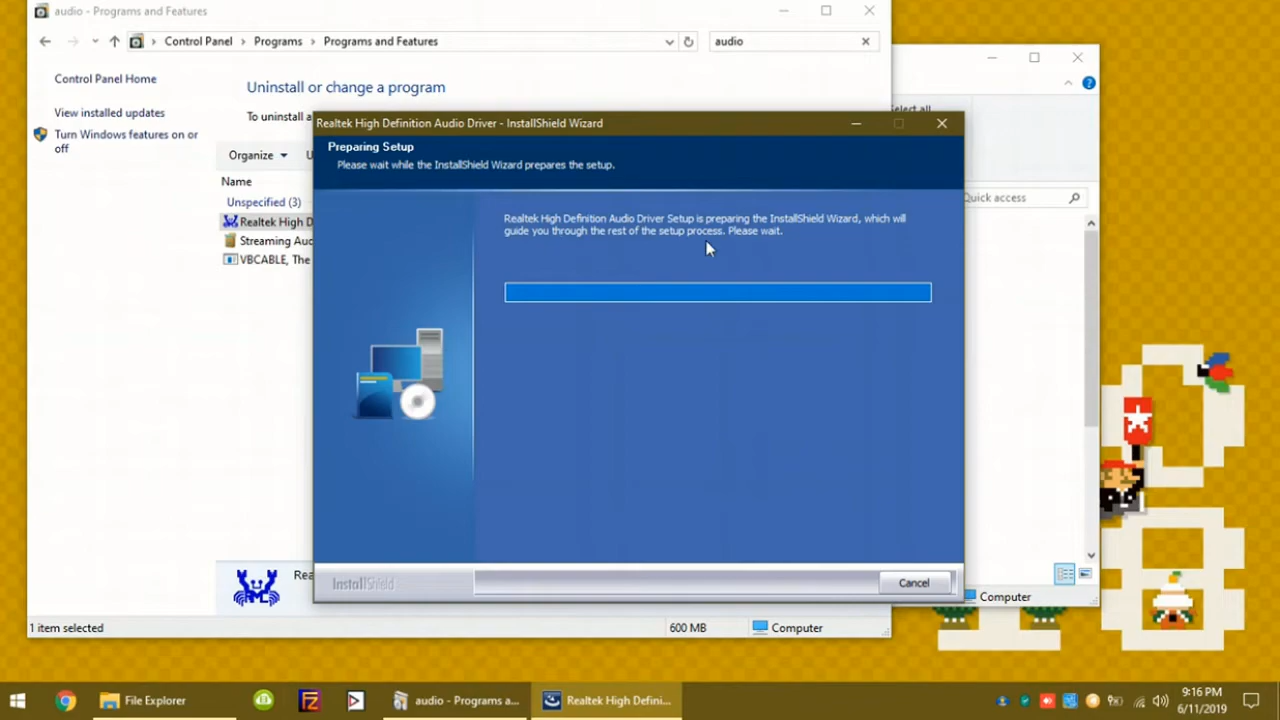 audio - Programs and Features
Control Panel
Programs
Programs and Features
audio
Control Panel Home
View installed updates
Turn Windows features on or
off
Uninstall or change a program
To uninstall a
Organize
U
Name
Unspecified (3)
Realtek High D
Streaming Aud
VBCABLE, The
Select all
Quick access
Realtek High Definition Audio Driver - InstallShield Wizard
Preparing Setup
Please wait while the InstallShield Wizard prepares the setup.
Realtek High Definition Audio Driver Setup is preparing the InstallShield Wizard, which will
guide you through the rest of the setup process. Please wait.
InstallShield
Cancel
Rea
1 item selected
600 MB
Computer
Computer
File Explorer
audio - Programs a...
Realtek High Defini...
9:16 PM
6/11/2019